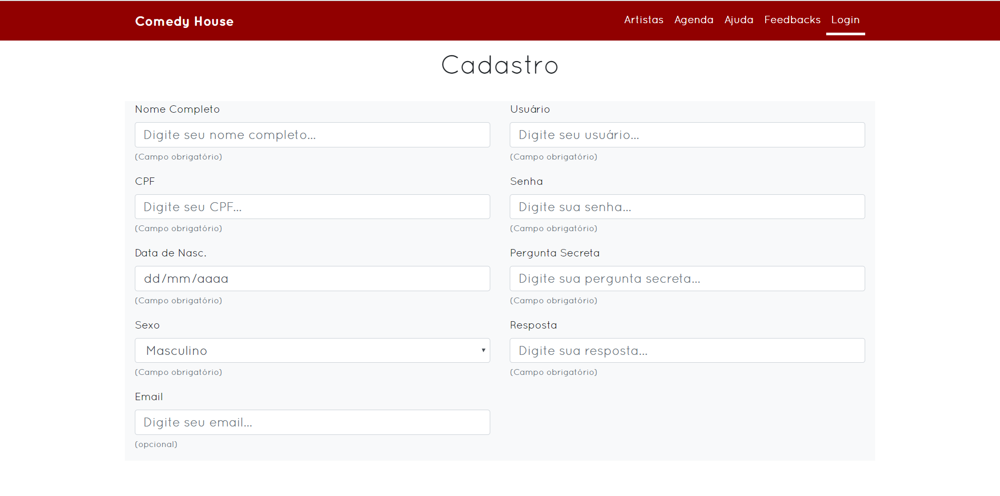 Comedy House
Artistas Agenda Ajuda Feedbacks Login
Cadastro
Nome Completo
Digite seu nome completo...
(Campo obrigatório)
CPF
Digite seu CPF...
(Campo obrigatório)
Data de Nasc.
dd/mm/aaaa
(Campo obrigatório)
Sexo
Masculino
(Campo obrigatório)
Email
Digite seu email...
(opcional)
Usuário
Digite seu usuário...
(Campo obrigatório)
Senha
Digite sua senha...
(Campo obrigatório)
Pergunta Secreta
Digite sua pergunta secreta...
(Campo obrigatório)
Resposta
Digite sua resposta...
(Campo obrigatório)